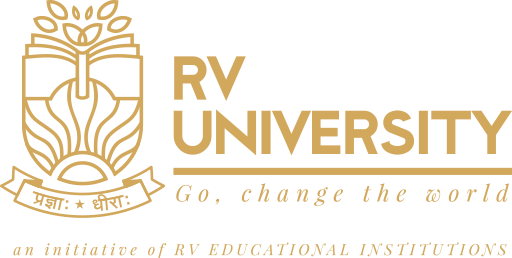 RV
UNIVERSITY
Go, change the world
प्रज्ञाः ★ धीराः
an initiative of RV EDUCATIONAL INSTITUTIONS